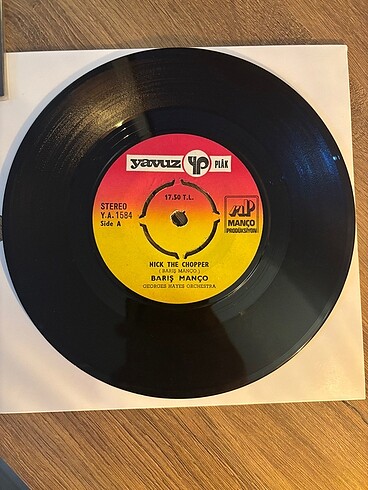 yavuz YP PLÂK
17,50 T.L.
STEREO
Y.A. 1584
Side A
MP
MANÇO
PRODÜKSİYON
NICK THE CHOPPER
( BARIŞ MANÇO )
BARIŞ MANÇO
GEORGES HAYES ORCHESTRA